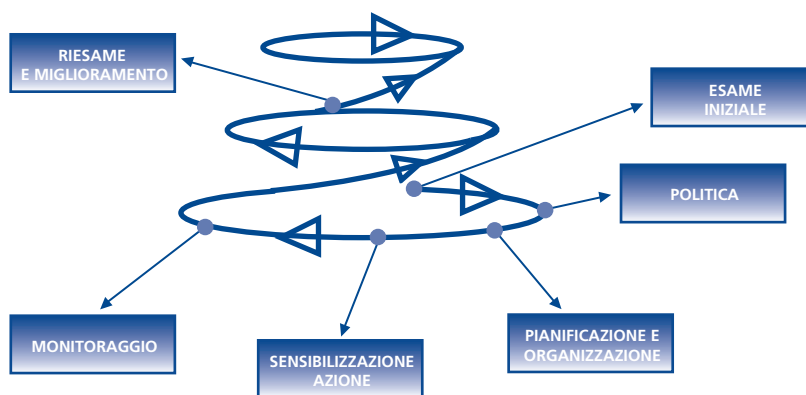 RIESAME
E MIGLIORAMENTO
ESAME
INIZIALE
POLITICA
PIANIFICAZIONE E
ORGANIZZAZIONE
SENSIBILIZZAZIONE
AZIONE
MONITORAGGIO